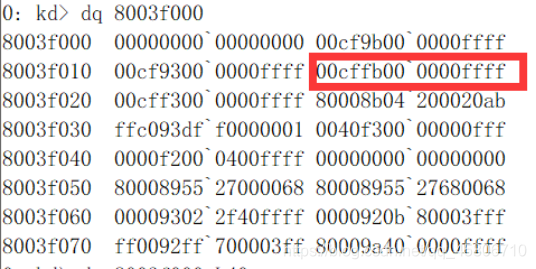 0: kd> dq 8003f000
8003f000 00000000`00000000 00cf9b00`0000ffff
8003f010 00cf9300`0000ffff 00cffb00`0000ffff
8003f020 00cff300`0000ffff 80008b04`200020ab
8003f030 ffc093df`f0000001 0040f300`00000fff
8003f040 0000f200`0400ffff 00000000`00000000
8003f050 80008955`27000068 80008955`27680068
8003f060 00009302`2f40ffff 0000920b`80003fff
8003f070 ff0092ff`700003ff 80009a40`0000ffff